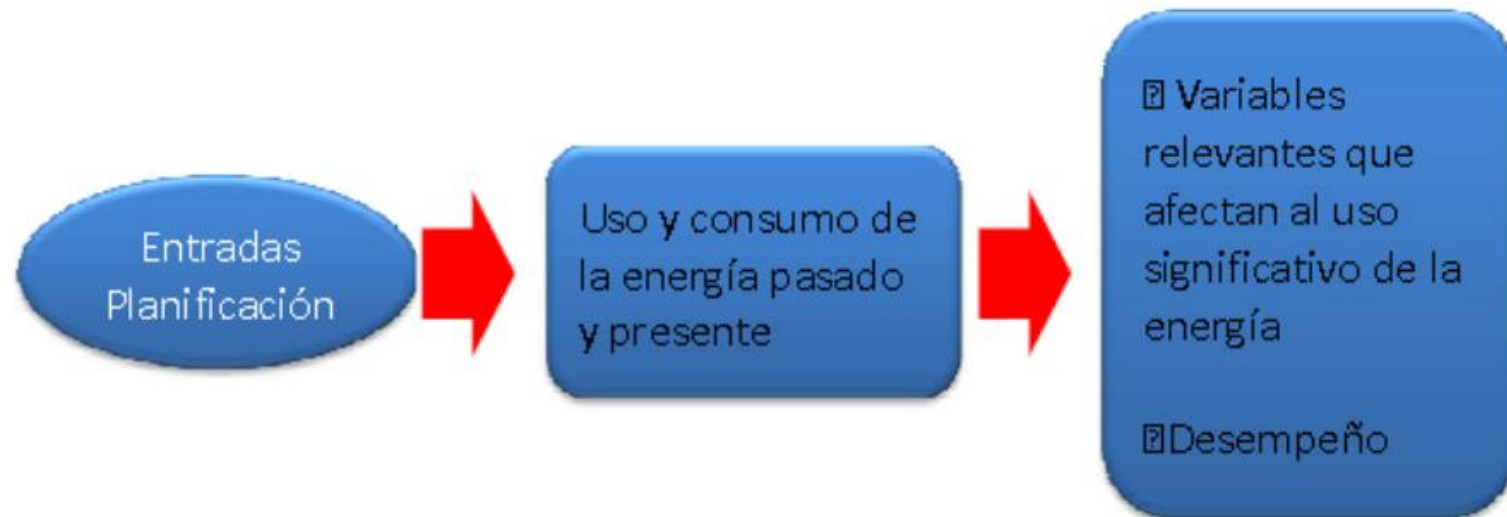 Entradas
Planificación
Uso y consumo de
la energía pasado
y presente
⍰ Variables
relevantes que
afectan al uso
significativo de la
energía
⍰Desempeño